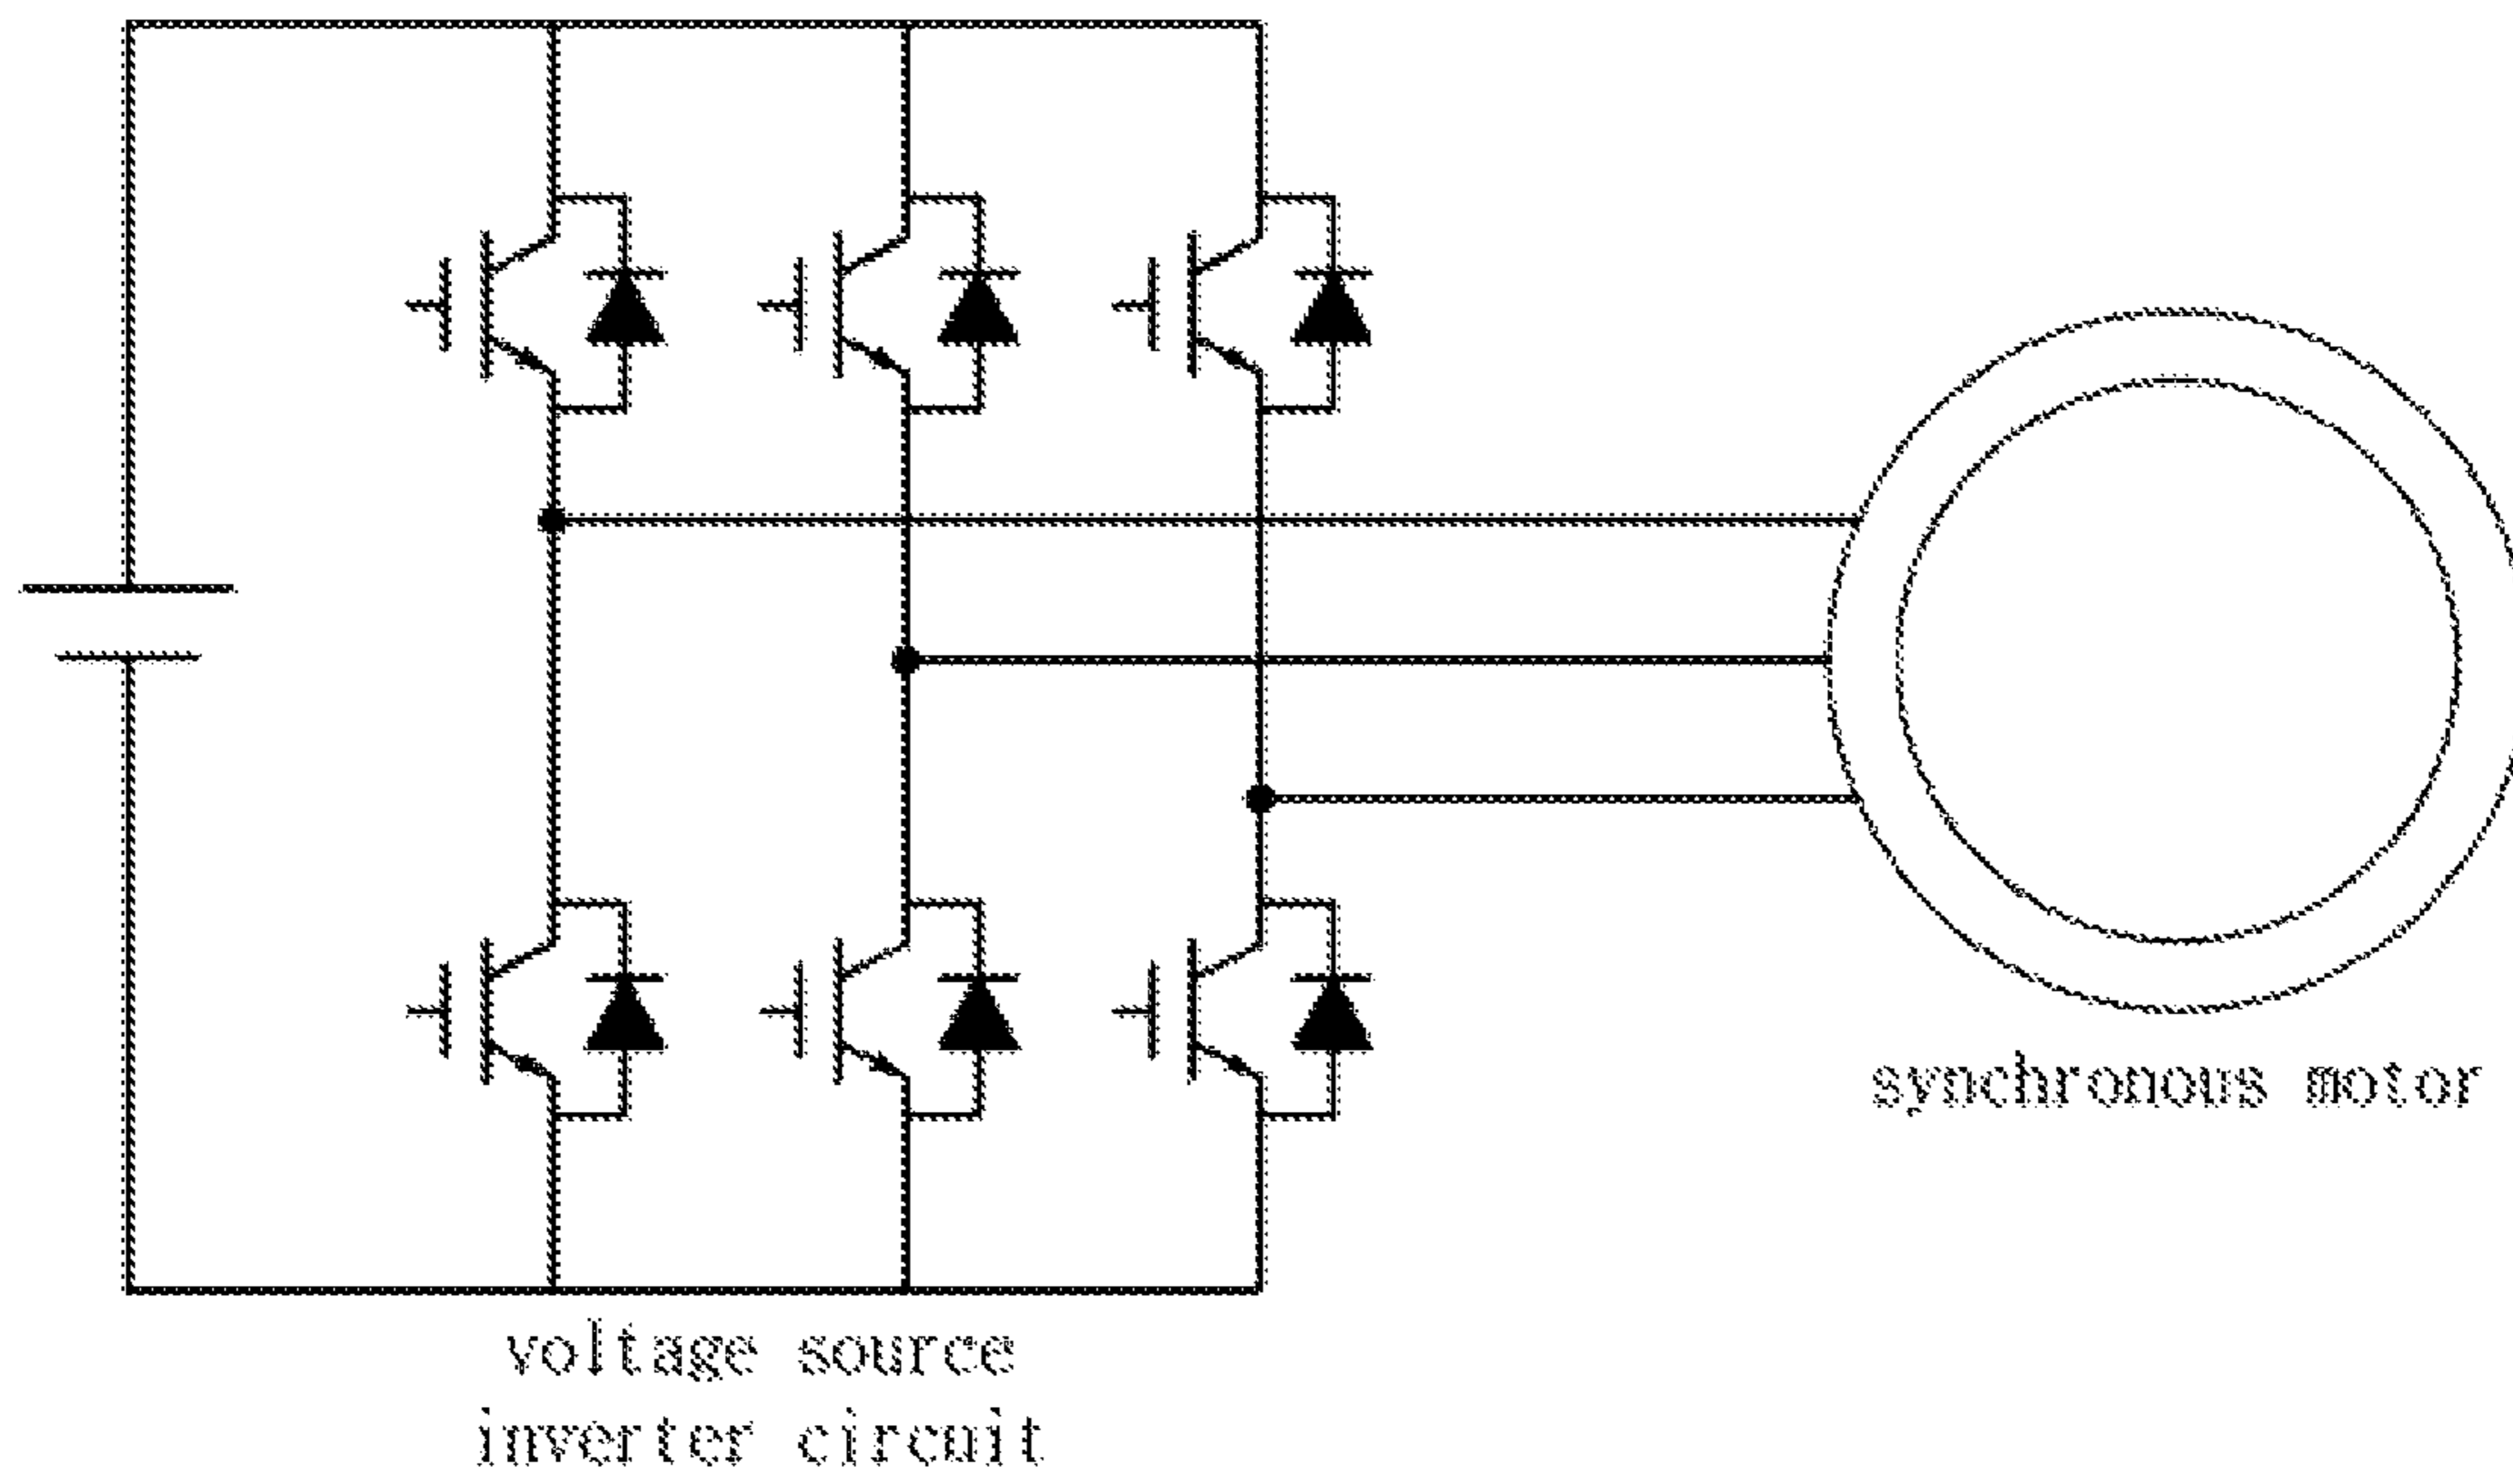 synchronous motor
voltage source
inverter circuit